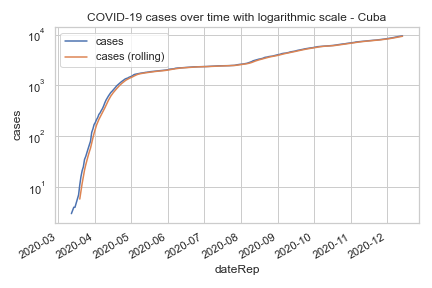 COVID-19 cases over time with logarithmic scale - Cuba
cases
cases (rolling)
10⁴
10³
10²
10¹
cases
2020-03
2020-04
2020-05
2020-06
2020-07
2020-08
2020-09
2020-10
2020-11
2020-12
dateRep